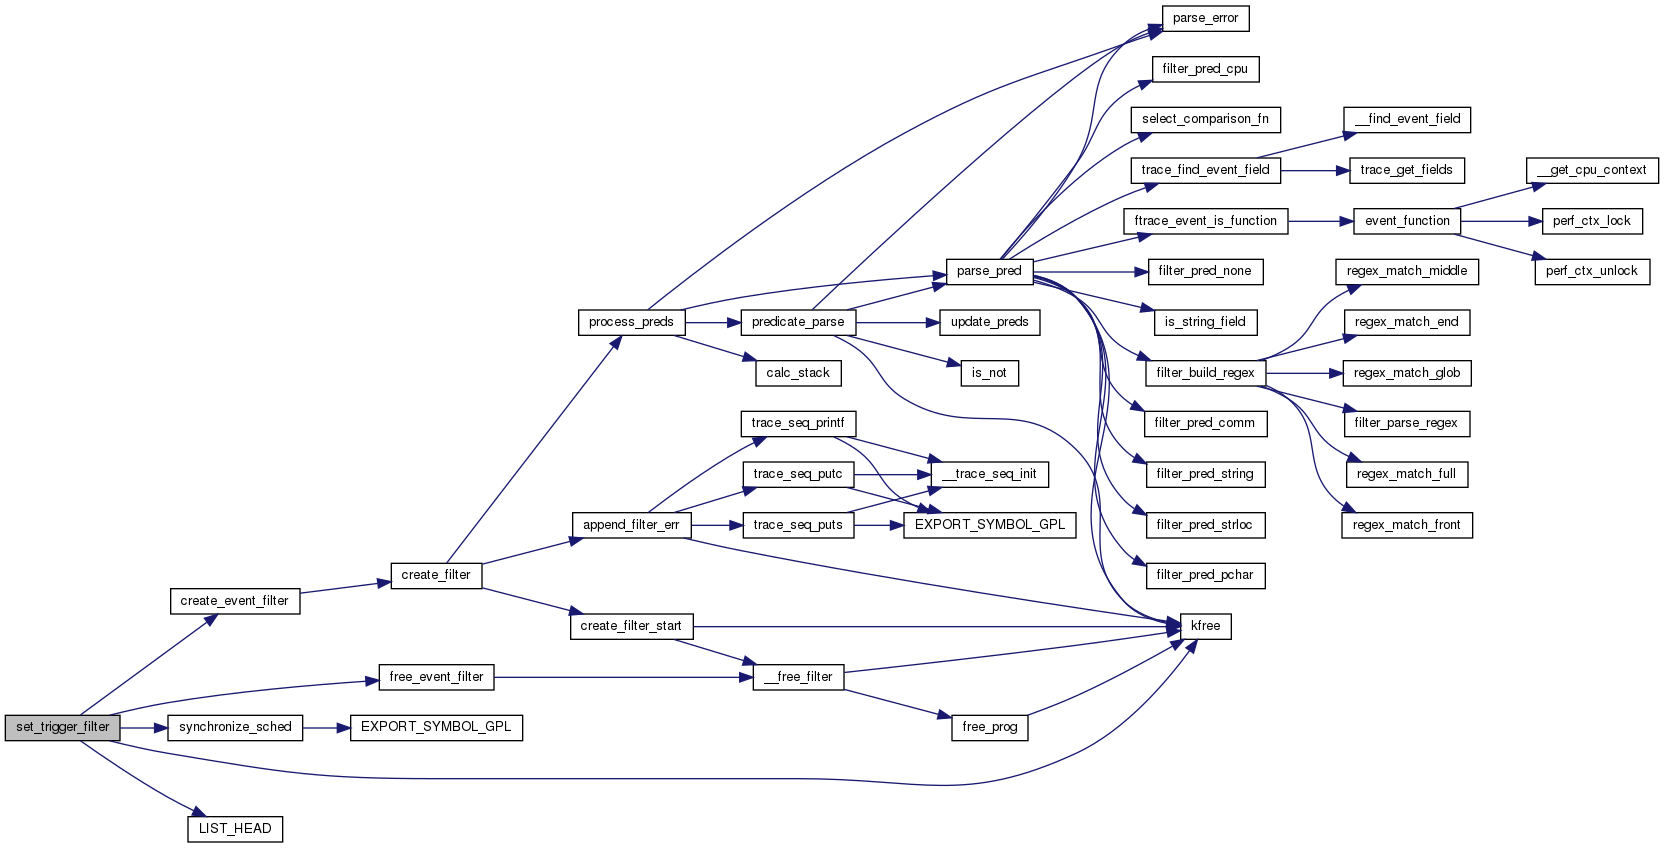 parse_error
filter_pred_cpu
select_comparison_fn
__find_event_field
trace_find_event_field
trace_get_fields
__get_cpu_context
ftrace_event_is_function
event_function
perf_ctx_lock
parse_pred
filter_pred_none
regex_match_middle
perf_ctx_unlock
process_preds
predicate_parse
update_preds
is_string_field
regex_match_end
calc_stack
is_not
filter_build_regex
regex_match_glob
trace_seq_printf
filter_pred_comm
filter_parse_regex
trace_seq_putc
__trace_seq_init
filter_pred_string
regex_match_full
append_filter_err
trace_seq_puts
EXPORT_SYMBOL_GPL
filter_pred_strloc
regex_match_front
create_filter
filter_pred_pchar
create_event_filter
create_filter_start
kfree
free_event_filter
__free_filter
set_trigger_filter
synchronize_sched
EXPORT_SYMBOL_GPL
free_prog
LIST_HEAD